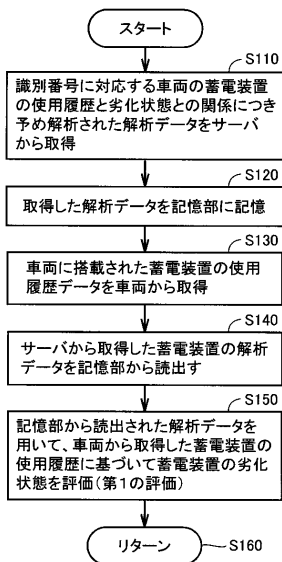 スタート
S110
識別番号に対応する車両の蓄電装置
の使用履歴と劣化状態との関係につき
予め解析された解析データをサーバ
から取得
S120
取得した解析データを記憶部に記憶
S130
車両に搭載された蓄電装置の使用
履歴データを車両から取得
S140
サーバから取得した蓄電装置の解析
データを記憶部から読出す
S150
記憶部から読出された解析データ
を用いて、車両から取得した蓄電装置の
使用履歴に基づいて蓄電装置の劣化
状態を評価(第1の評価)
リターン
S160